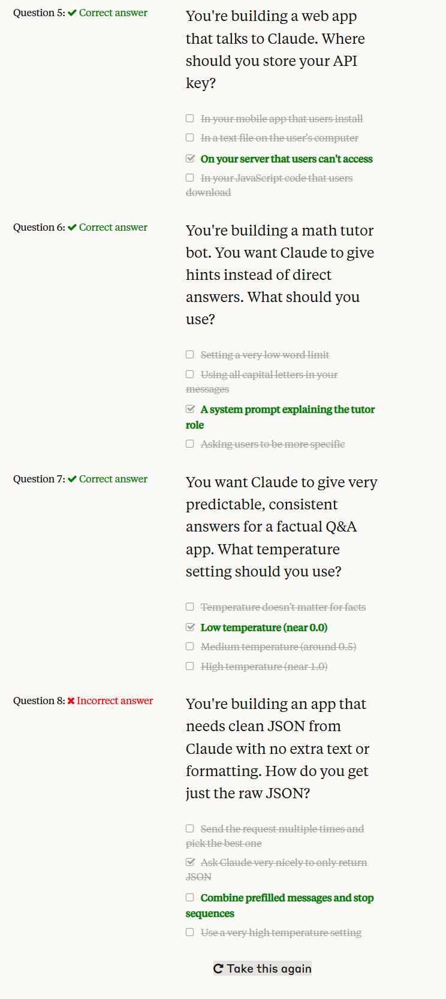 Question 5: ✔ Correct answer
You're building a web app
that talks to Claude. Where
should you store your API
key?
In your mobile app that users install
In a text file on the user's computer
On your server that users can't access
In your JavaScript code that users
download
Question 6: ✔ Correct answer
You're building a math tutor
bot. You want Claude to give
hints instead of direct
answers. What should you
use?
Setting a very low word limit
Using all capital letters in your
messages
A system prompt explaining the tutor
role
Asking users to be more specific
Question 7: ✔ Correct answer
You want Claude to give very
predictable, consistent
answers for a factual Q&A
app. What temperature
setting should you use?
Temperature doesn't matter for facts
Low temperature (near 0.0)
Medium temperature (around 0.5)
High temperature (near 1.0)
Question 8: ✖ Incorrect answer
You're building an app that
needs clean JSON from
Claude with no extra text or
formatting. How do you get
just the raw JSON?
Send the request multiple times and
pick the best one
Ask Claude very nicely to only return
JSON
Combine prefilled messages and stop
sequences
Use a very high temperature setting
Take this again